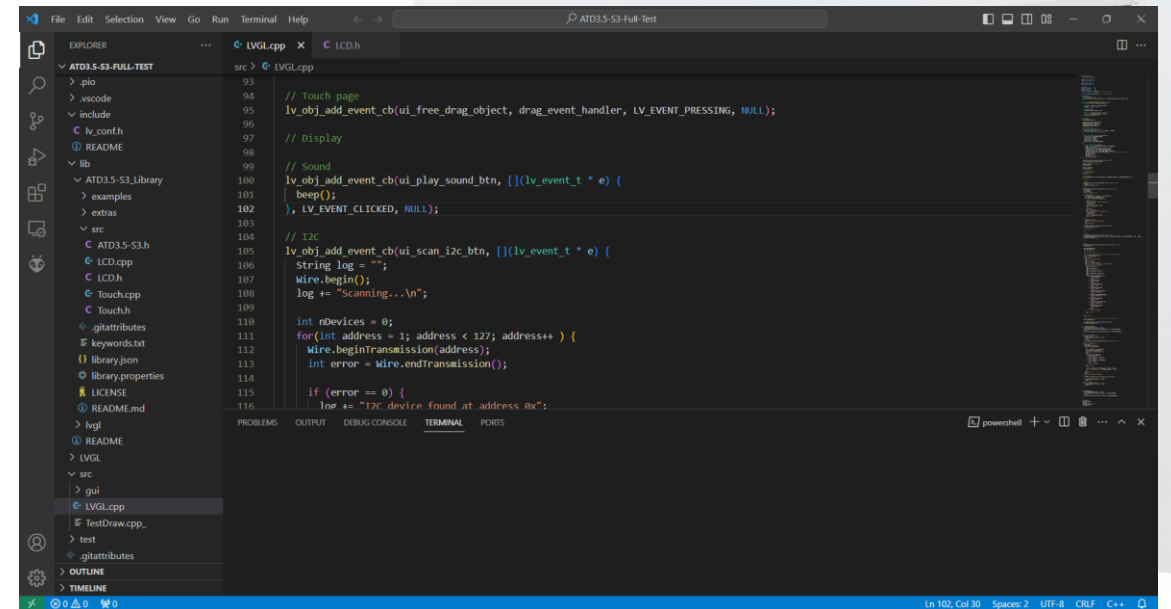 File Edit Selection View Go Run Terminal Help
ATD3.5-S3-Full-Test
EXPLORER
ATD3.5-S3-FULL-TEST
.pio
.vscode
include
lv_conf.h
README
lib
ATD3.5-S3_Library
examples
extras
src
ATD3.5-S3.h
LCD.cpp
LCD.h
Touch.cpp
Touch.h
.gitattributes
keywords.txt
library.json
library.properties
LICENSE
README.md
lvgl
README
LVGL
src
gui
LVGL.cpp
TestDraw.cpp_
test
.gitattributes
OUTLINE
TIMELINE
LVGL.cpp LCD.h
src > LVGL.cpp
93
94 // Touch page
95 lv_obj_add_event_cb(ui_free_drag_object, drag_event_handler, LV_EVENT_PRESSING, NULL);
96
97 // Display
98
99 // Sound
100 lv_obj_add_event_cb(ui_play_sound_btn, [](lv_event_t * e) {
101 beep();
102 }, LV_EVENT_CLICKED, NULL);
103
104 // I2C
105 lv_obj_add_event_cb(ui_scan_i2c_btn, [](lv_event_t * e) {
106 String log = "";
107 Wire.begin();
108 log += "Scanning...\n";
109
110 int nDevices = 0;
111 for(int address = 1; address < 127; address++ ) {
112 Wire.beginTransmission(address);
113 int error = Wire.endTransmission();
114
115 if (error == 0) {
116 log += "I2C device found at address 0x";
PROBLEMS OUTPUT DEBUG CONSOLE TERMINAL PORTS
powershell
0 0 0
Ln 102, Col 30 Spaces: 2 UTF-8 CRLF C++